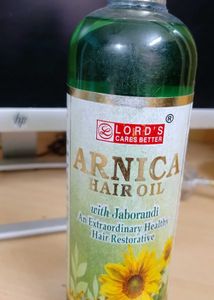 hp
LORD'S
CARES BETTER
®
ARNICA
HAIR OIL
with Jaborandi
An Extraordinary Healthy
Hair Restorative